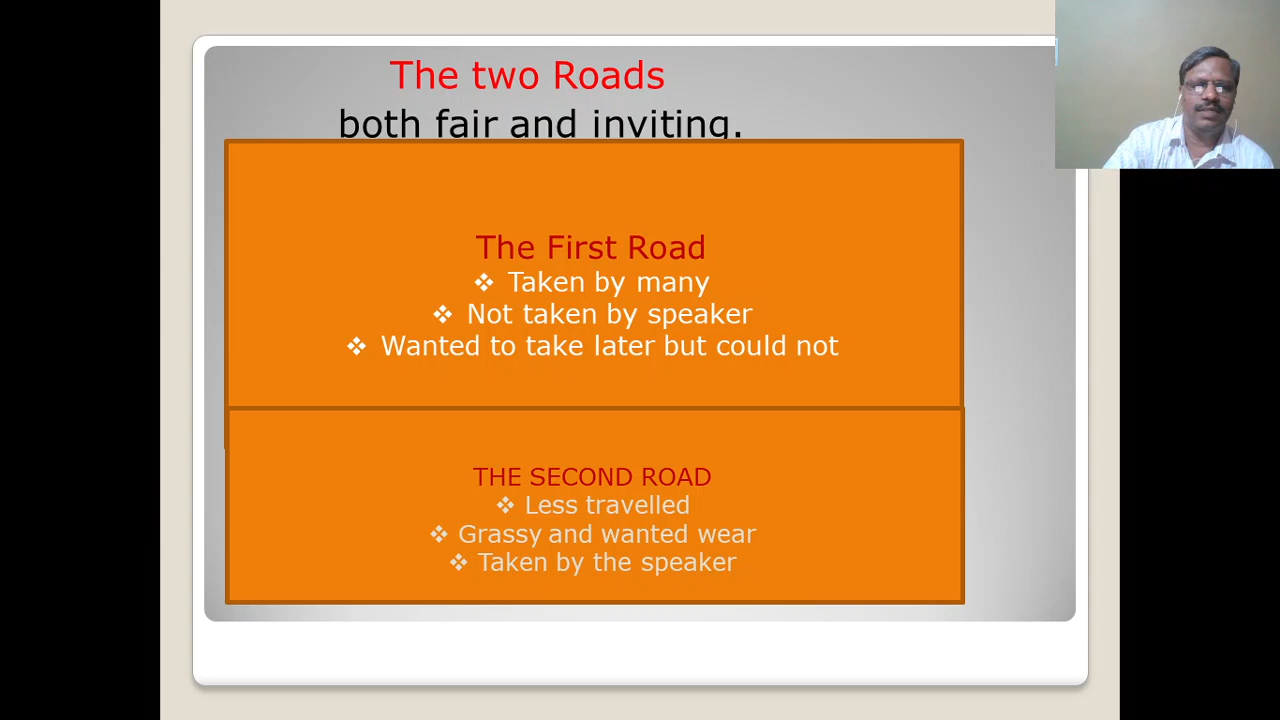 The two Roads
both fair and inviting.
The First Road
❖ Taken by many
❖ Not taken by speaker
❖ Wanted to take later but could not
THE SECOND ROAD
❖ Less travelled
❖ Grassy and wanted wear
❖ Taken by the speaker